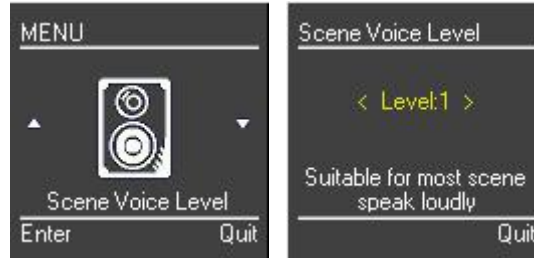 MENU
Scene Voice Level
Enter Quit
Scene Voice Level
< Level:1 >
Suitable for most scene
speak loudly
Quit